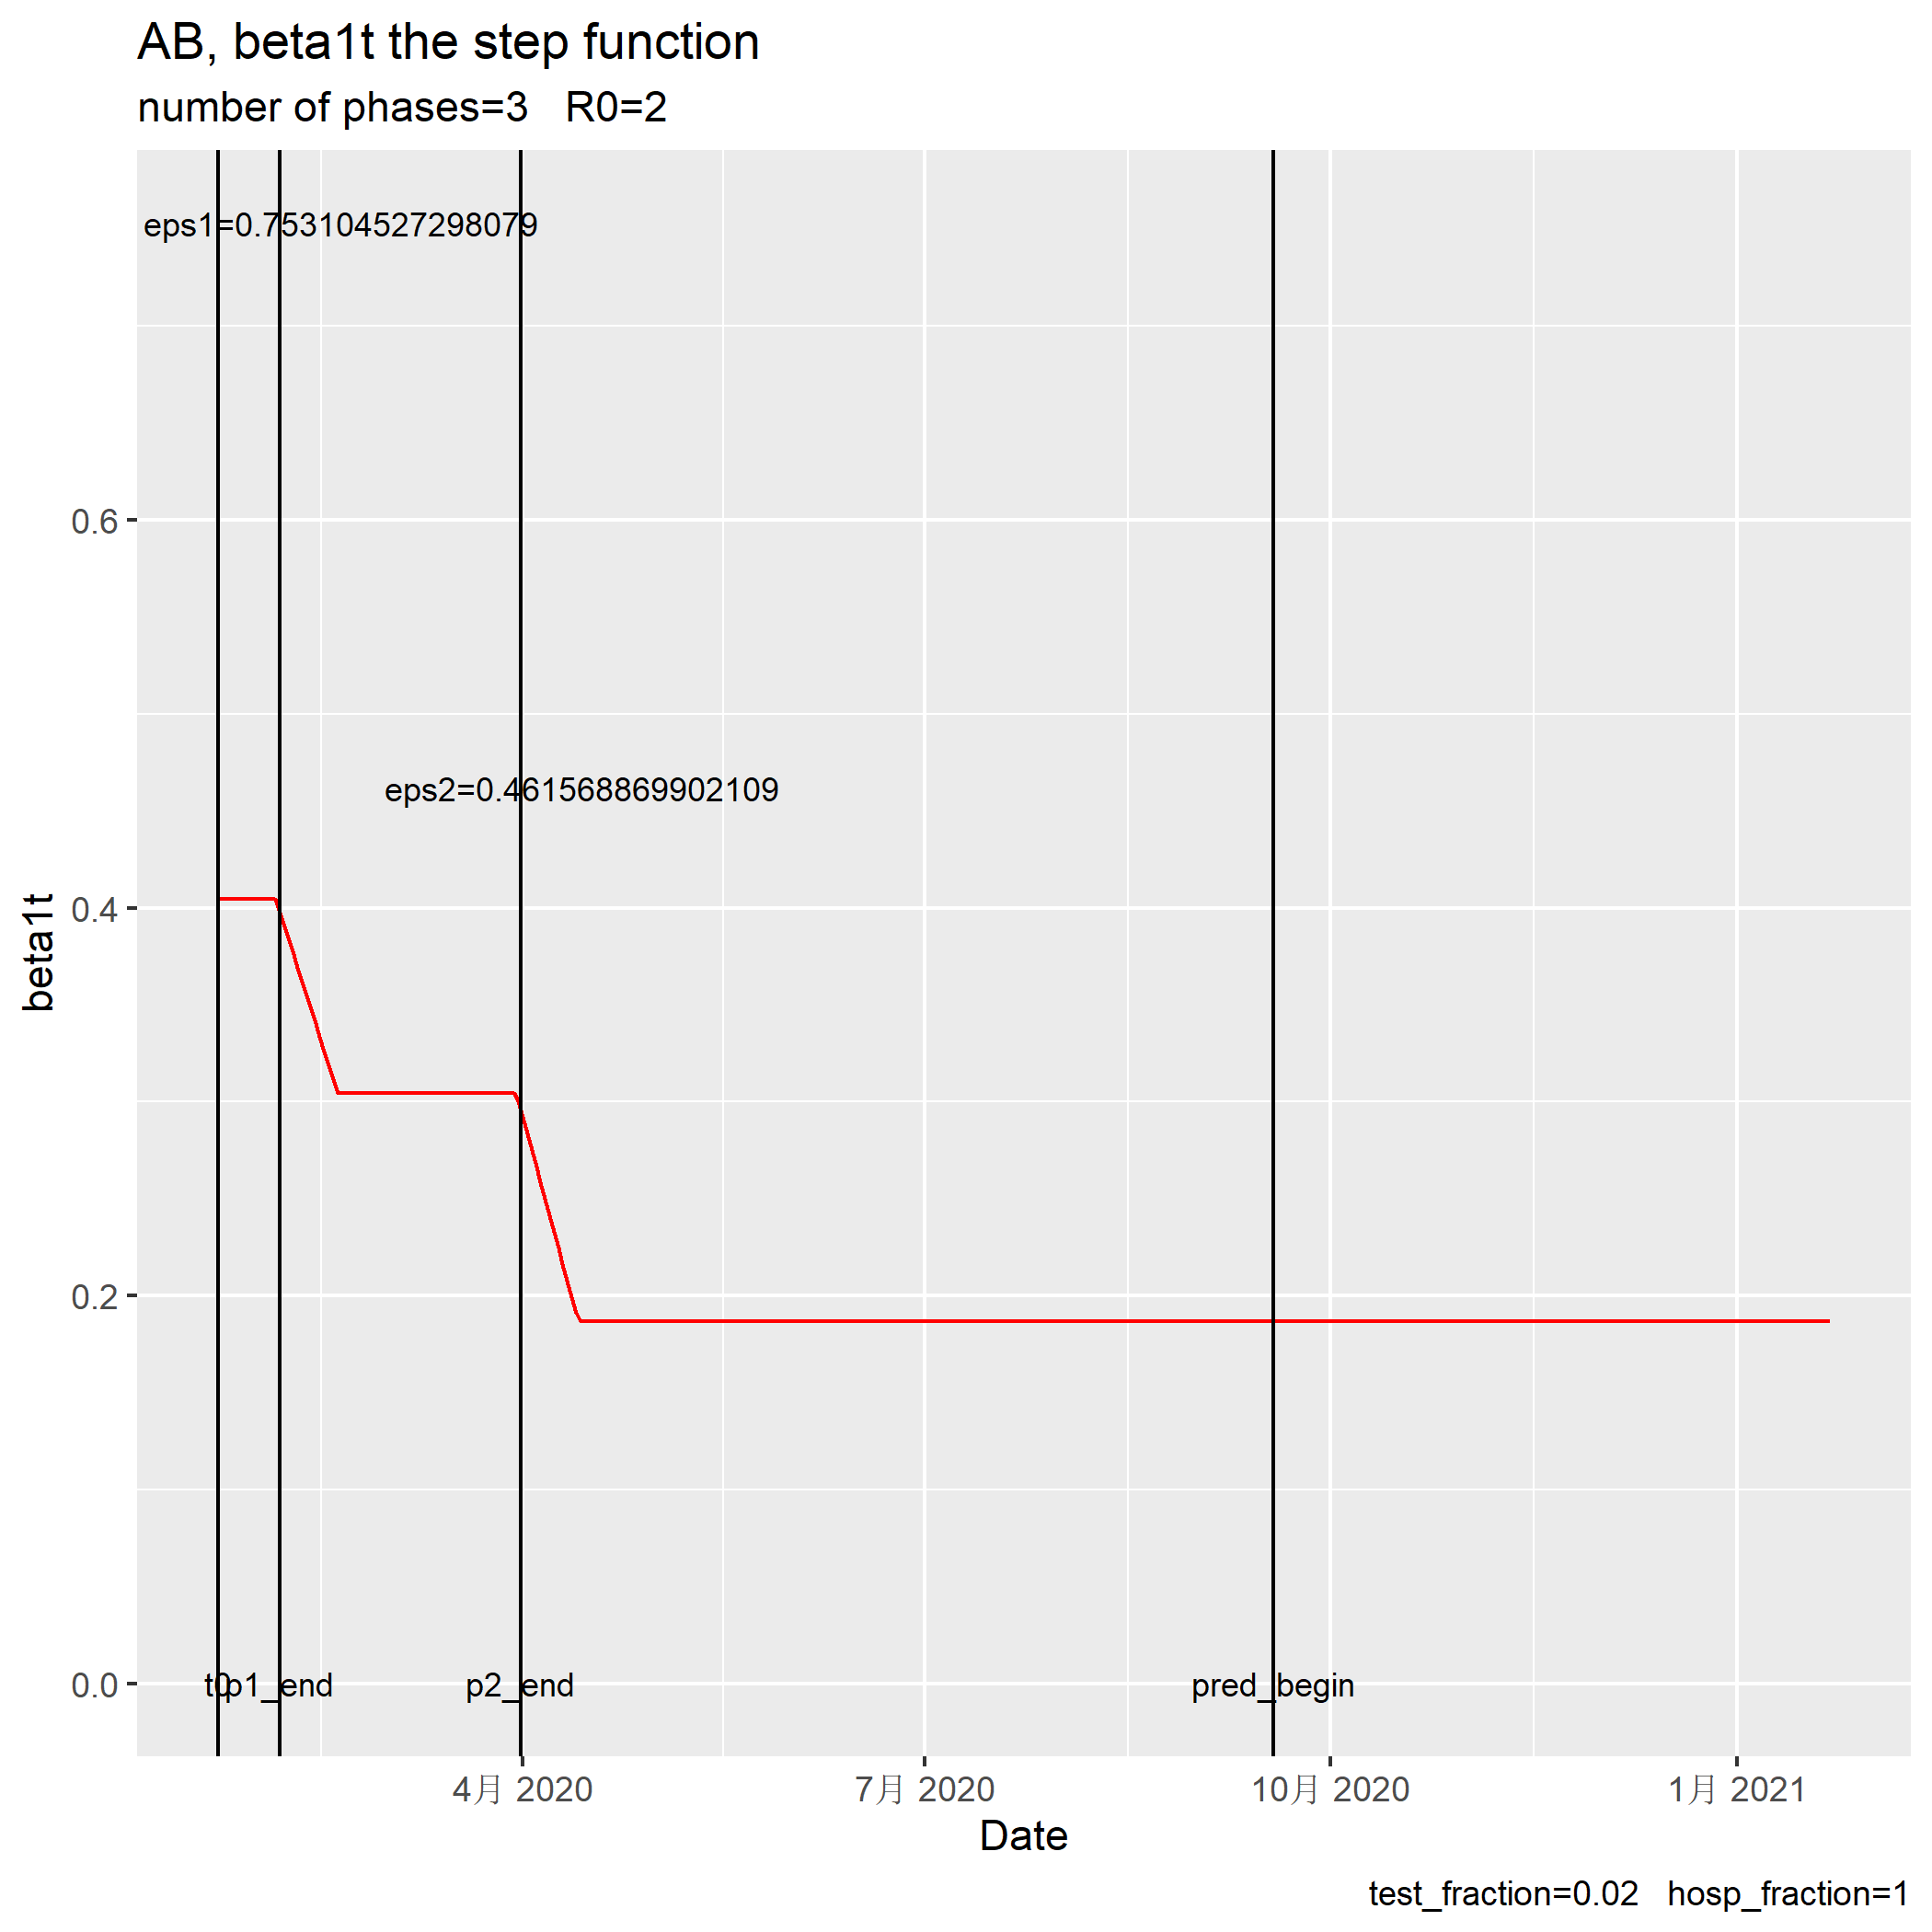 AB, beta1t the step function
number of phases=3   R0=2
eps1=0.753104527298079
0.6
eps2=0.461568869902109
beta1t
0.4
0.2
0.0
t0
p1_end
p2_end
pred_begin
4月 2020
7月 2020
10月 2020
1月 2021
Date
test_fraction=0.02   hosp_fraction=1